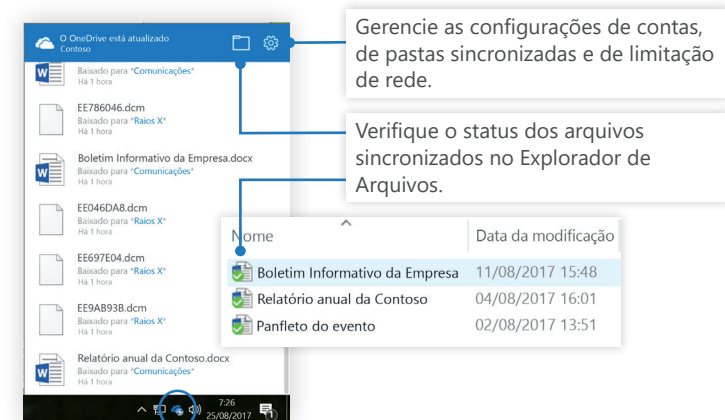 O OneDrive está atualizado
Contoso
Baixado para "Comunicações"
Há 1 hora
EE786046.dcm
Baixado para "Raios X"
Há 1 hora
Boletim Informativo da Empresa.docx
Baixado para "Comunicações"
Há 1 hora
EE046DA8.dcm
Baixado para "Raios X"
Há 1 hora
EE697E04.dcm
Baixado para "Raios X"
Há 1 hora
EE9AB93B.dcm
Baixado para "Raios X"
Há 1 hora
Relatório anual da Contoso.docx
Baixado para "Comunicações"
Há 1 hora
7:26
25/08/2017
1
Gerencie as configurações de contas,
de pastas sincronizadas e de limitação
de rede.
Verifique o status dos arquivos
sincronizados no Explorador de
Arquivos.
Nome Data da modificação
Boletim Informativo da Empresa 11/08/2017 15:48
Relatório anual da Contoso 04/08/2017 16:01
Panfleto do evento 02/08/2017 13:51